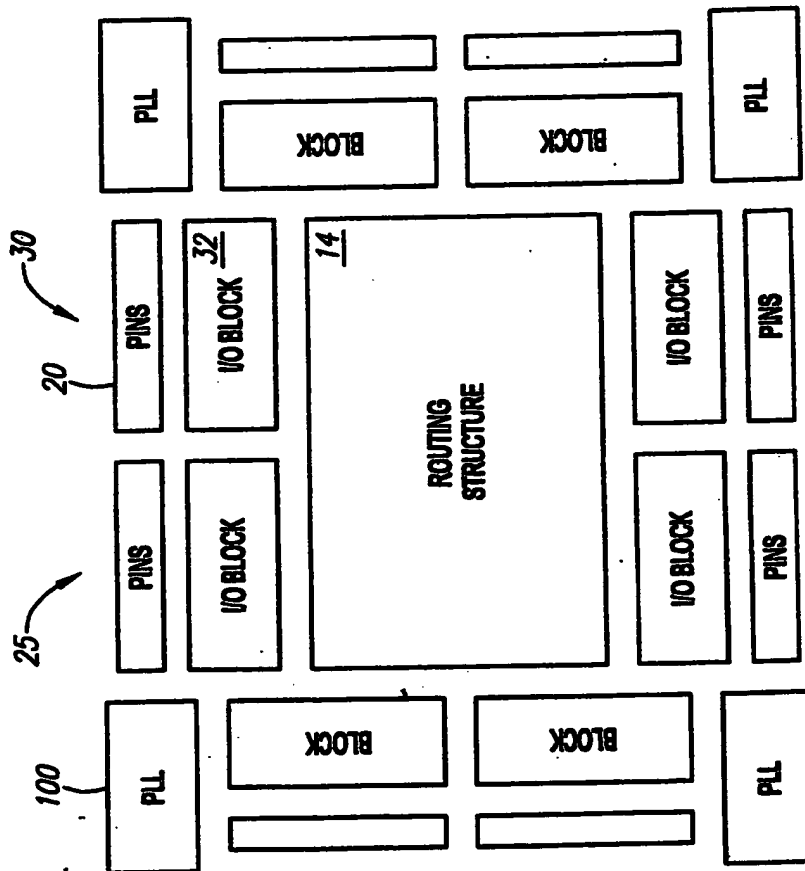 100
25
20
30
PLL
PINS
PINS
PLL
I/O BLOCK
I/O BLOCK
32
BLOCK
BLOCK
14
ROUTING
STRUCTURE
BLOCK
BLOCK
I/O BLOCK
I/O BLOCK
PLL
PINS
PINS
PLL